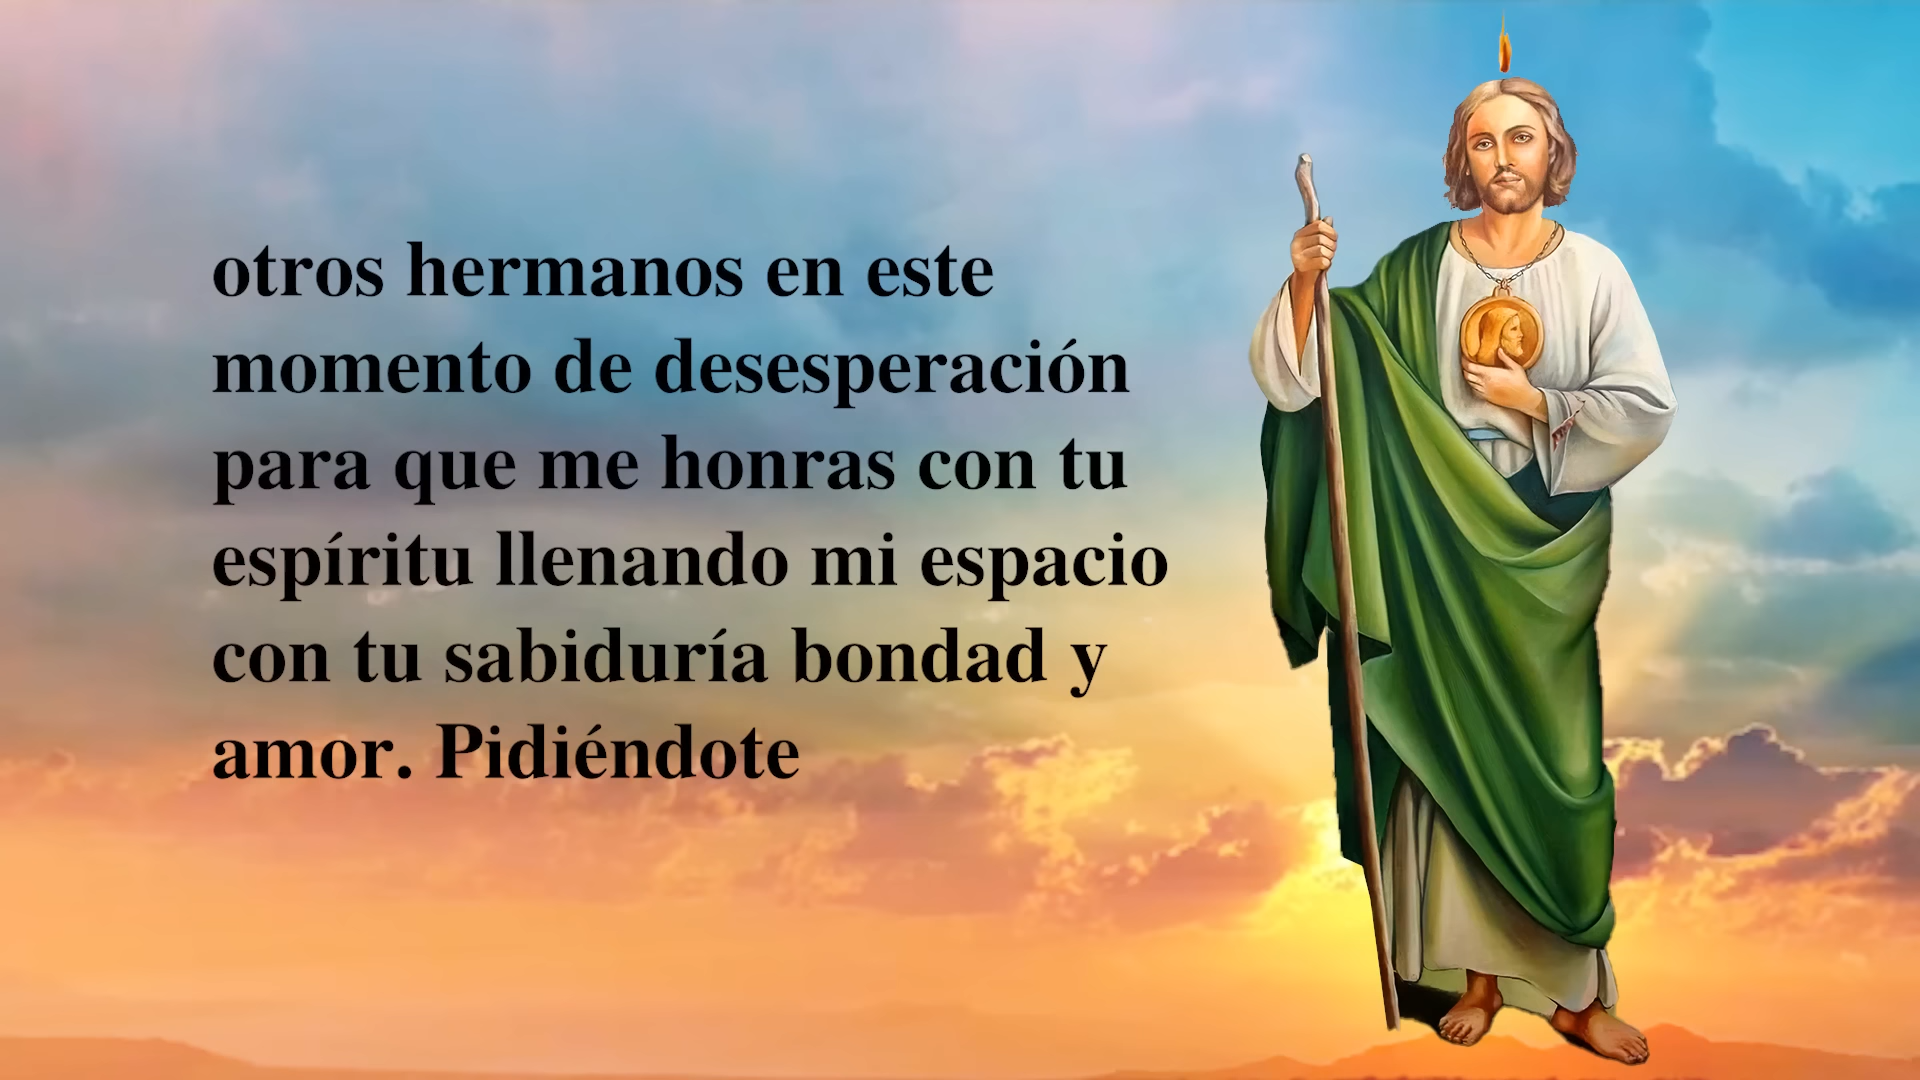 otros hermanos en este
momento de desesperación
para que me honras con tu
espíritu llenando mi espacio
con tu sabiduría bondad y
amor. Pidiéndote